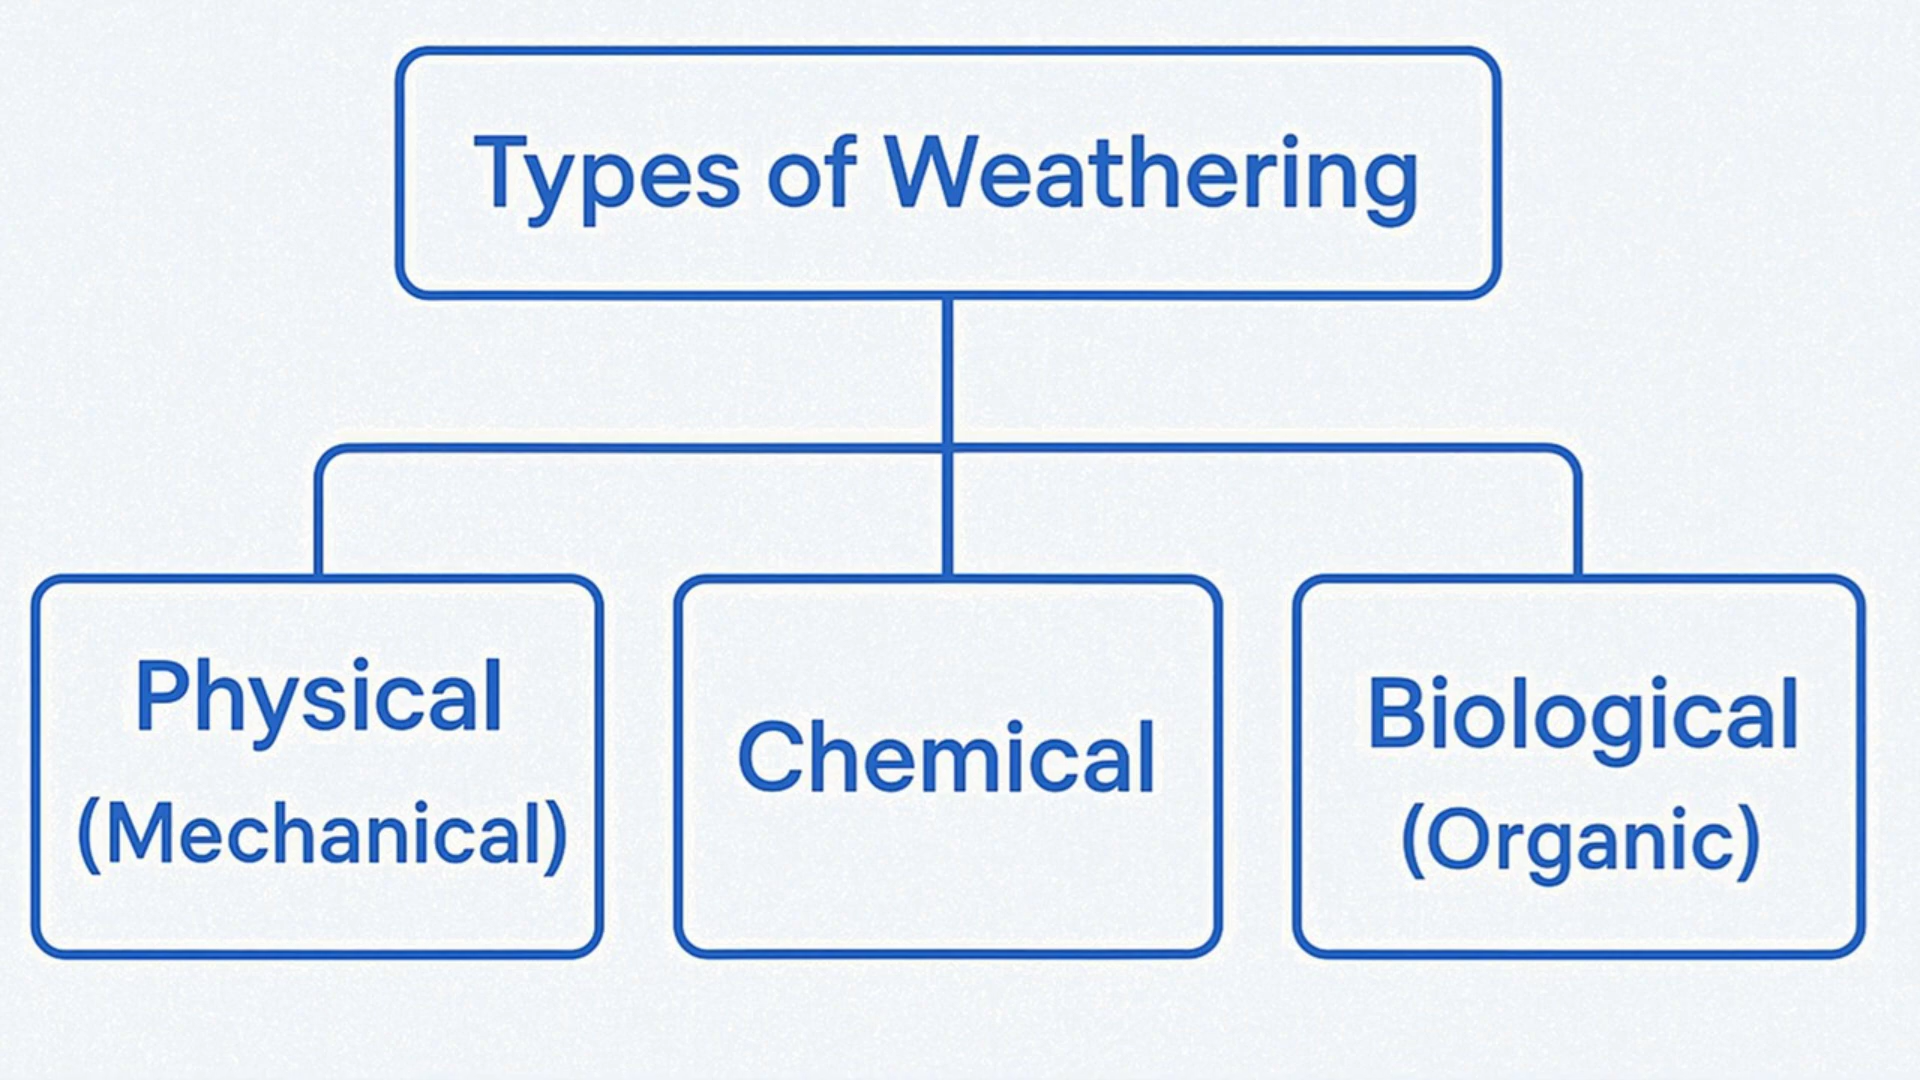 Types of Weathering
Physical
(Mechanical)
Chemical
Biological
(Organic)